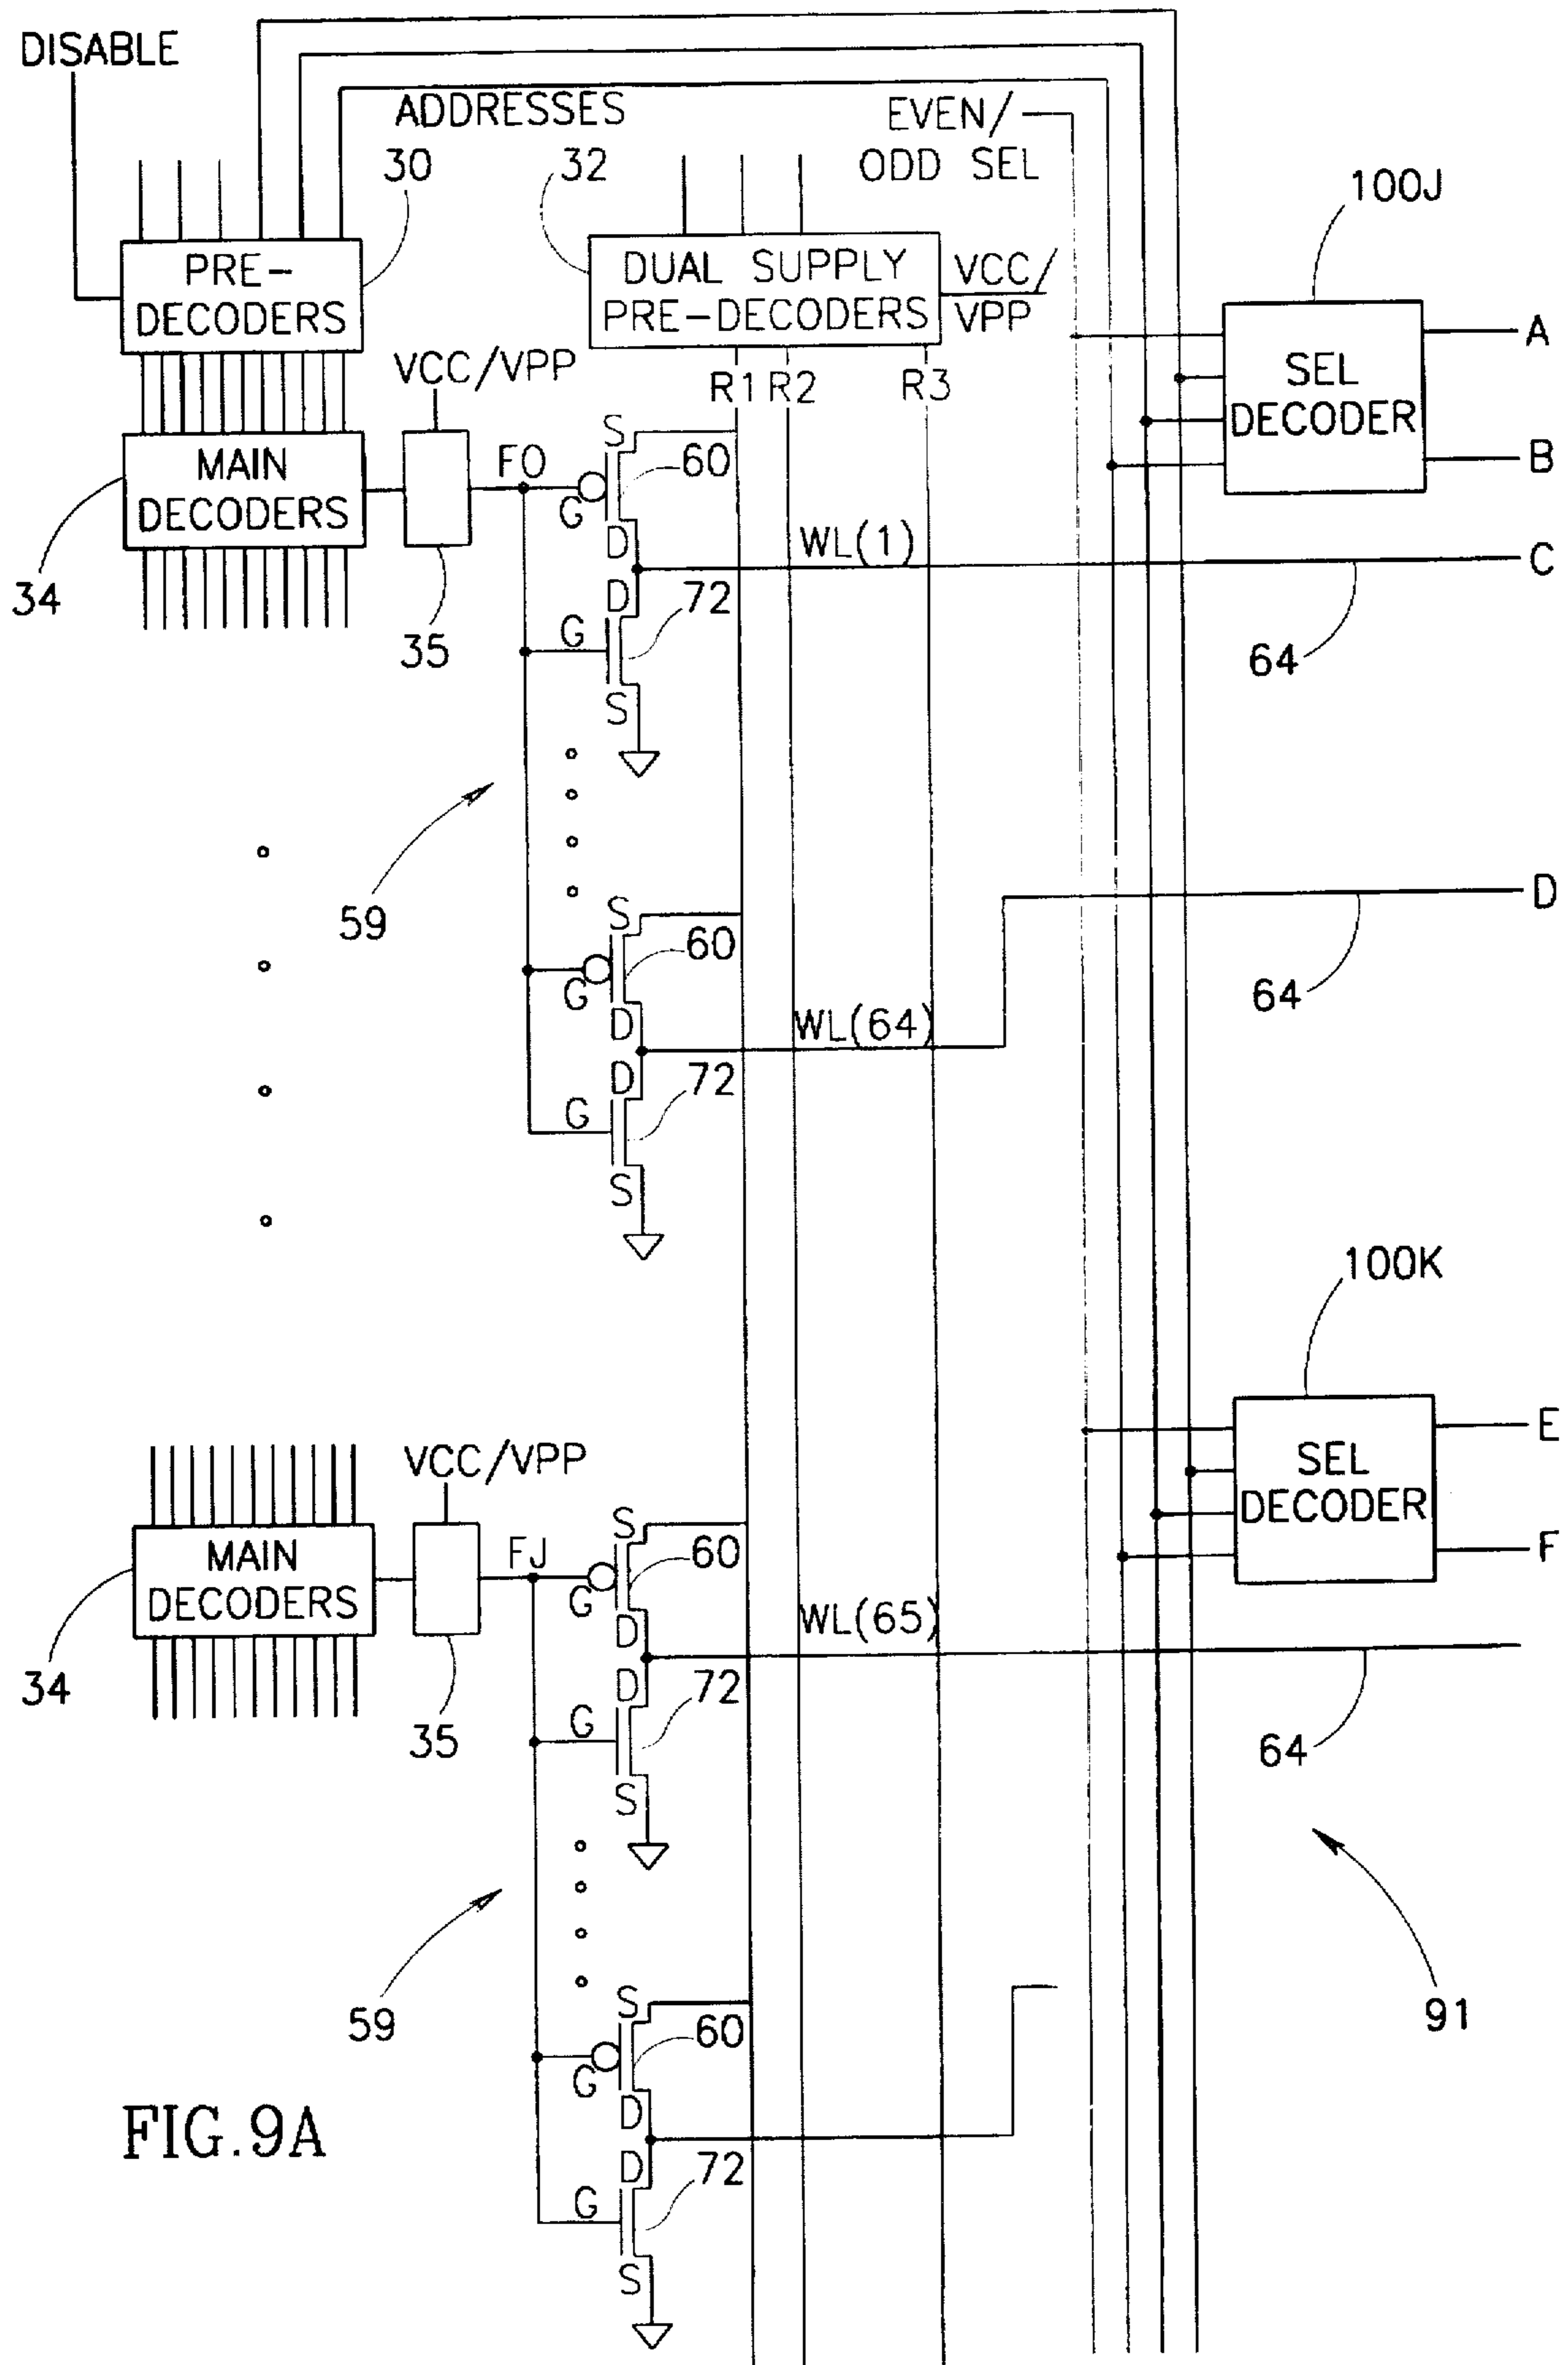 DISABLE
ADDRESSES
EVEN/
ODD SEL
30
32
100J
PRE-
DECODERS
DUAL SUPPLY
PRE-DECODERS
VCC/
VPP
A
SEL
DECODER
B
VCC/VPP
R1 R2 R3
MAIN
DECODERS
FO
S
60
G
D
WL(1)
C
34
35
D
72
G
S
64
59
D
S
60
G
D
WL(64)
64
D
72
G
S
100K
E
SEL
DECODER
F
VCC/VPP
MAIN
DECODERS
FJ
S
60
G
D
WL(65)
34
35
D
72
G
S
64
59
91
S
60
G
D
D
72
G
S
FIG.9A